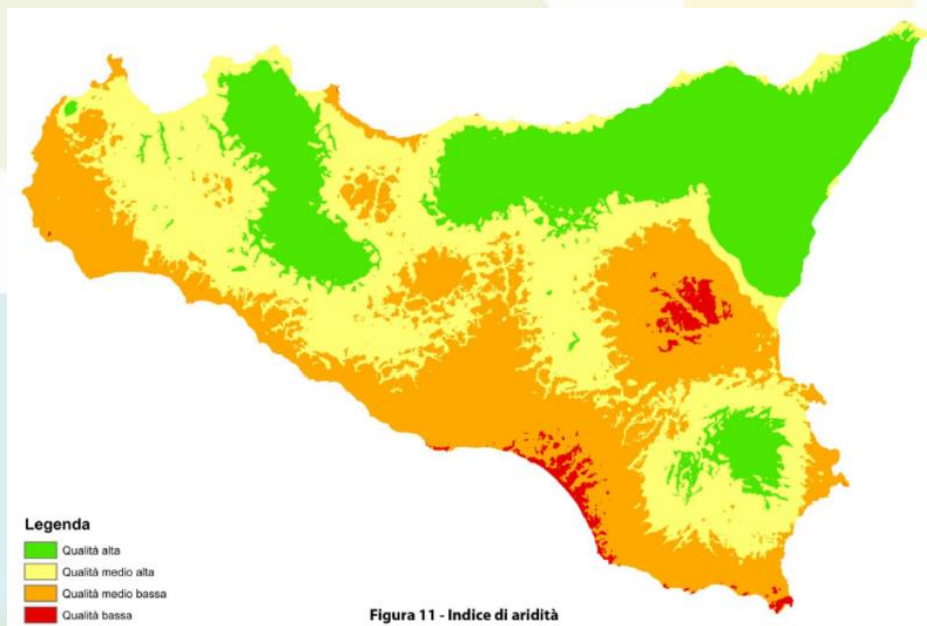 Legenda
Qualità alta
Qualità medio alta
Qualità medio bassa
Qualità bassa
Figura 11 - Indice di aridità